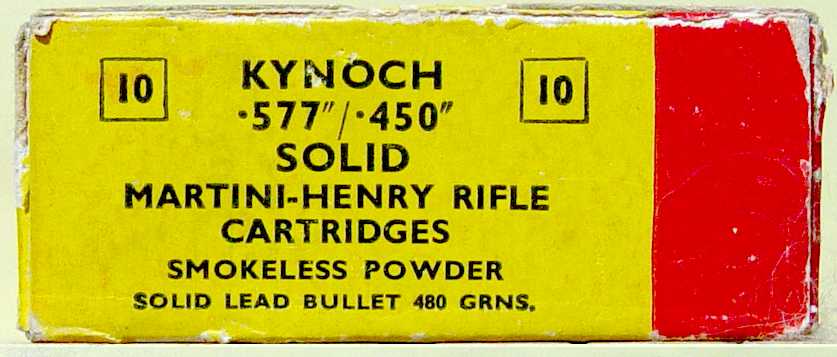 10 KYNOCH 10
·577"/·450"
SOLID
MARTINI-HENRY RIFLE
CARTRIDGES
SMOKELESS POWDER
SOLID LEAD BULLET 480 GRNS.